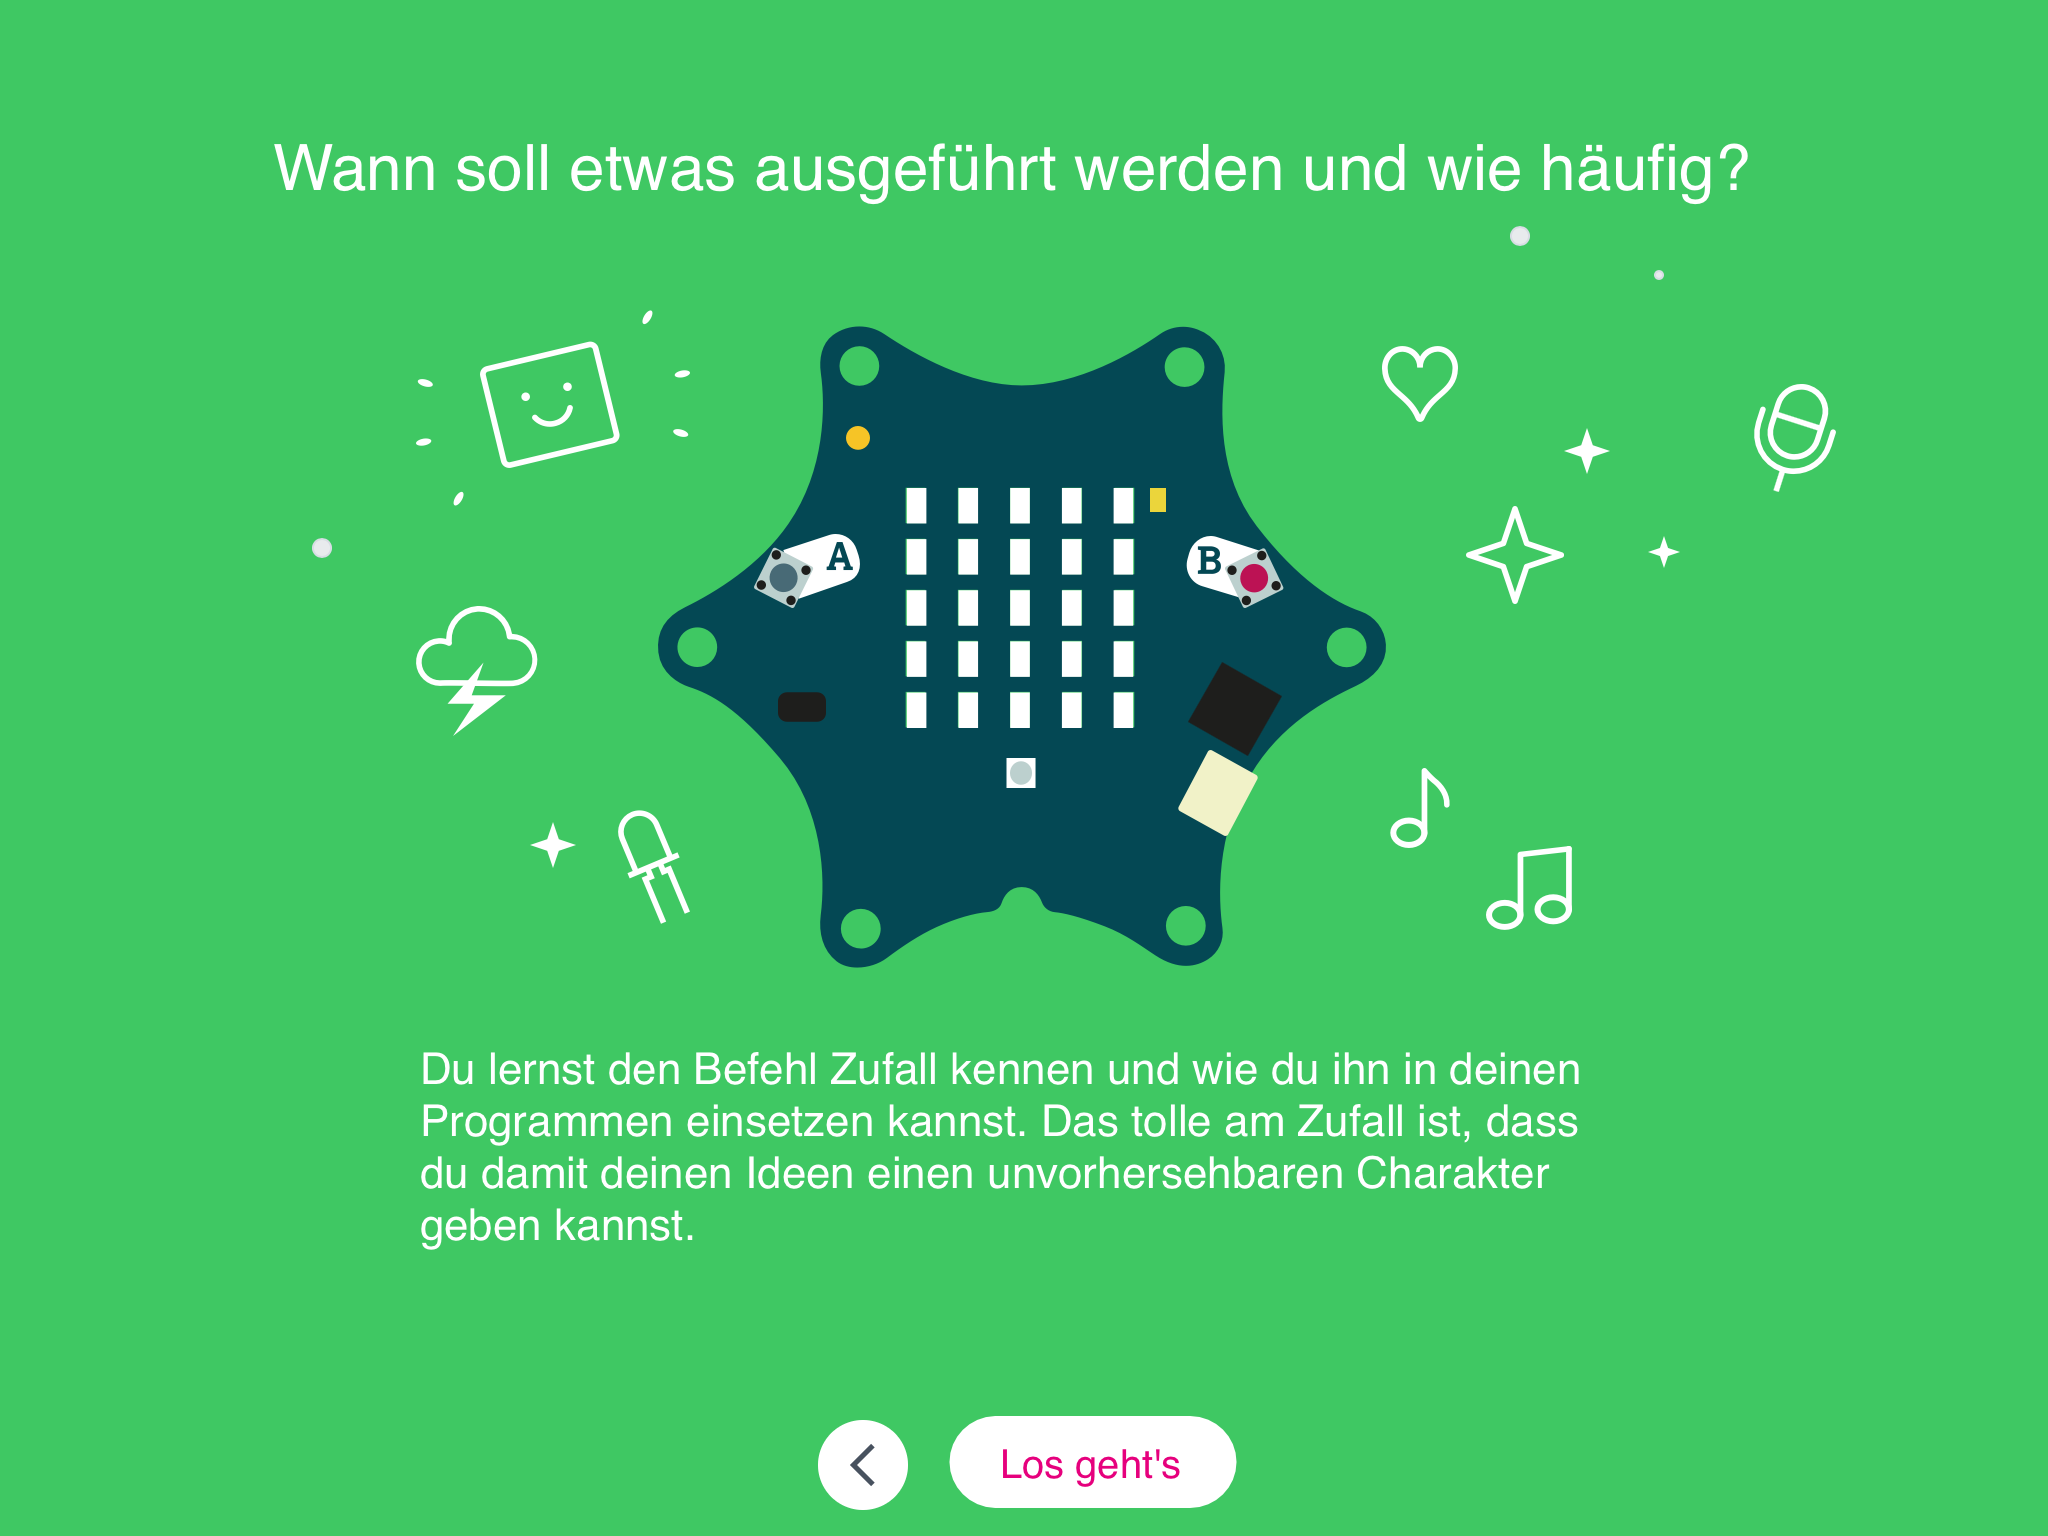 Wann soll etwas ausgeführt werden und wie häufig?
A
B
Du lernst den Befehl Zufall kennen und wie du ihn in deinen
Programmen einsetzen kannst. Das tolle am Zufall ist, dass
du damit deinen Ideen einen unvorhersehbaren Charakter
geben kannst.
Los geht's